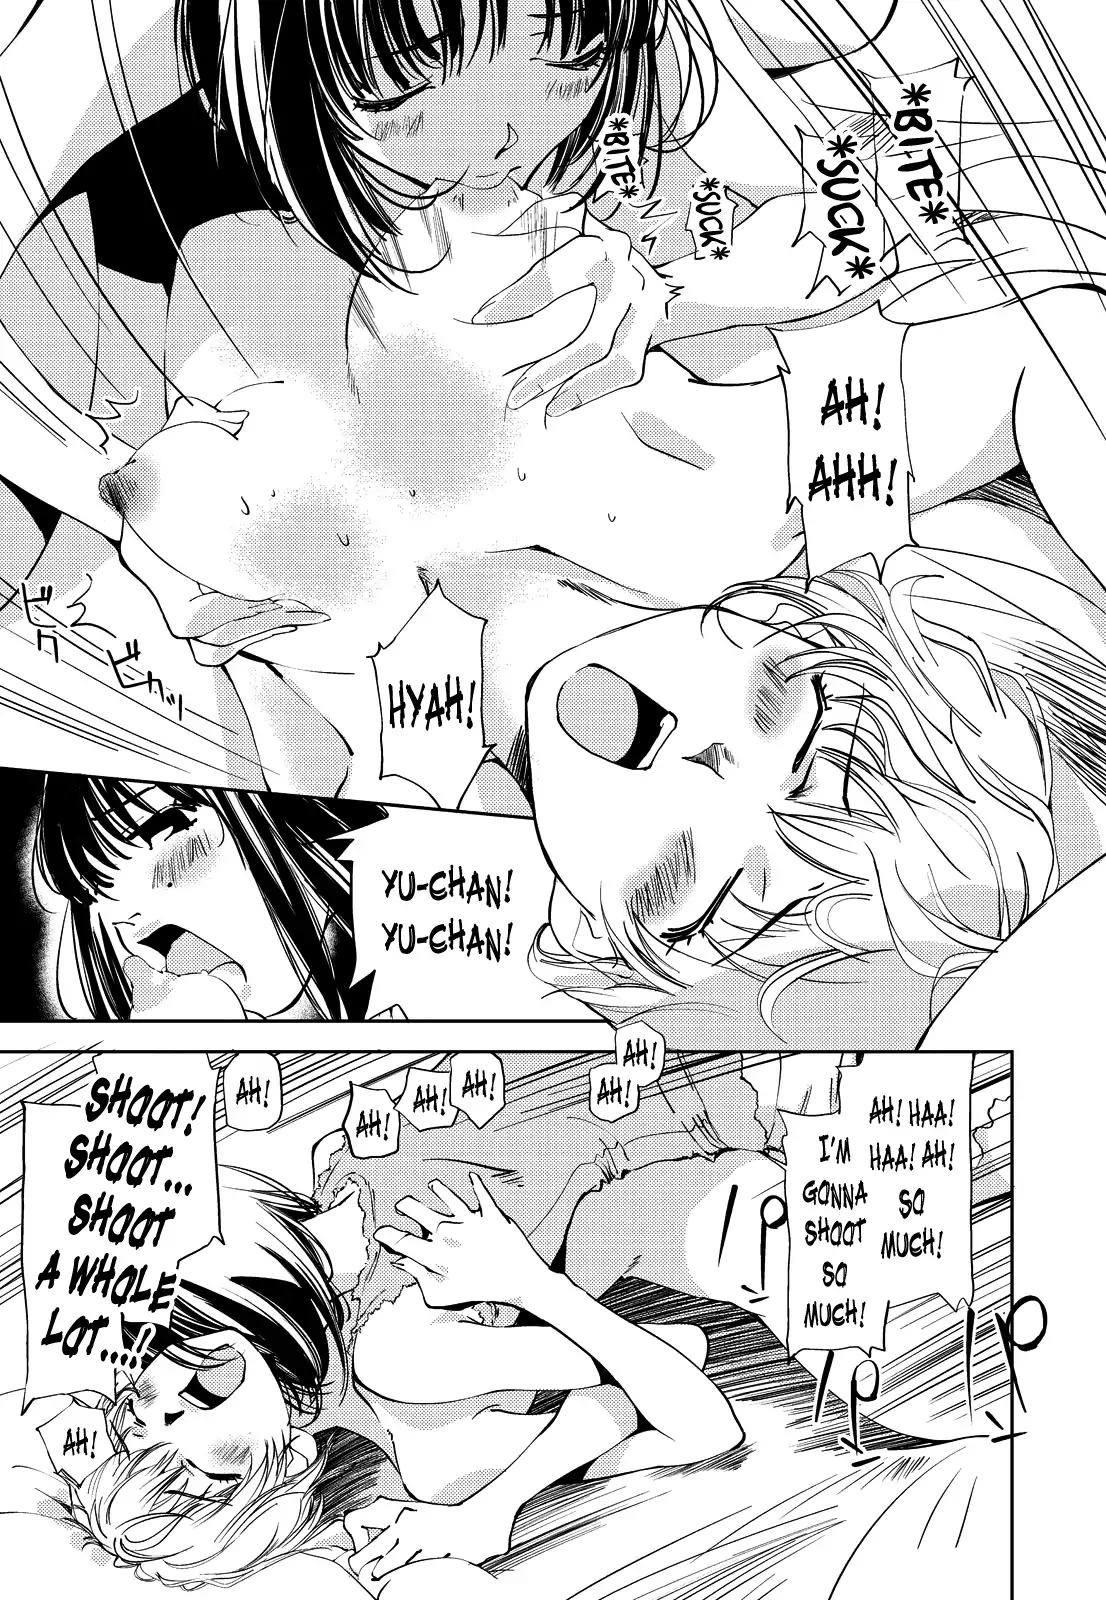 *BITE*
*SUCK*
*SUCK*
*BITE*
AH!
AHH!
HYAH!
YU-CHAN!
YU-CHAN!
AH! HAA!
HAA! AH!
SO
MUCH!
I'M
GONNA
SHOOT
SO
MUCH!
AH!
AH!
AH!
AH!
AH!
AH!
SHOOT!
SHOOT...
SHOOT
A WHOLE
LOT....!!
AH!